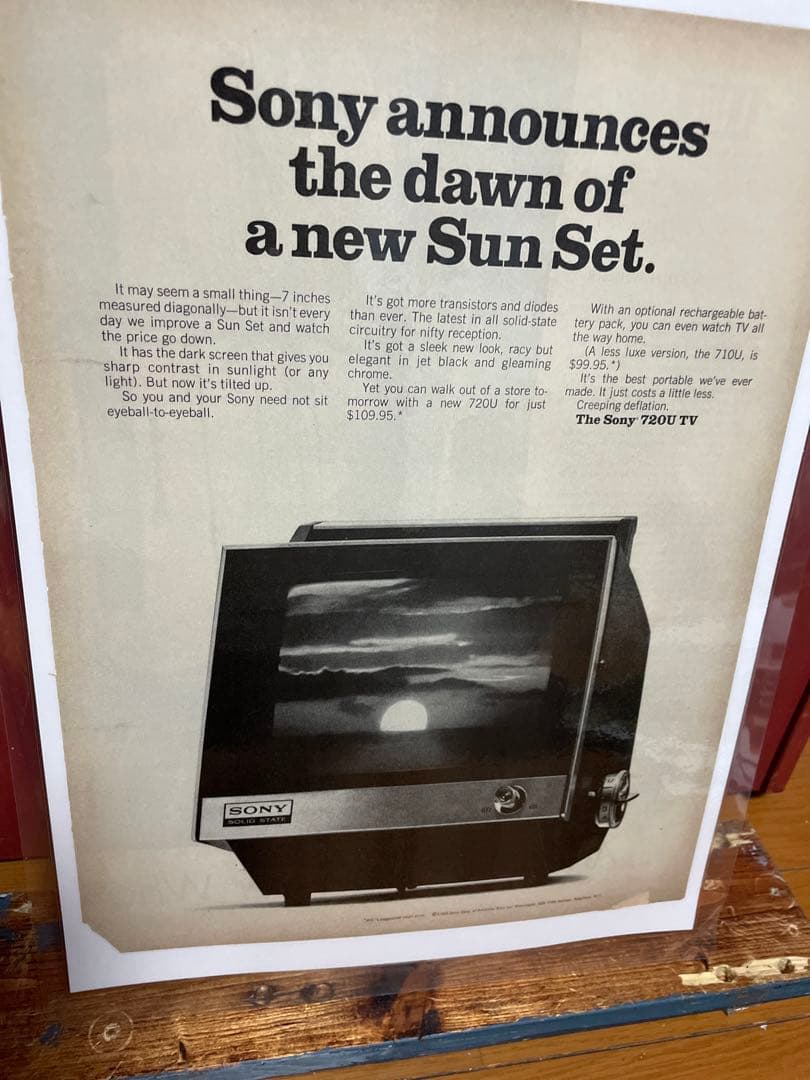 Sony announces
the dawn of
a new Sun Set.
It may seem a small thing—7 inches
measured diagonally—but it isn't every
day we improve a Sun Set and watch
the price go down.
It has the dark screen that gives you
sharp contrast in sunlight (or any
light). But now it's tilted up.
So you and your Sony need not sit
eyeball-to-eyeball.
It's got more transistors and diodes
than ever. The latest in all solid-state
circuitry for nifty reception.
It's got a sleek new look, racy but
elegant in jet black and gleaming
chrome.
Yet you can walk out of a store to-
morrow with a new 720U for just
$109.95.*
With an optional rechargeable bat-
tery pack, you can even watch TV all
the way home.
(A less luxe version, the 710U, is
$99.95.*)
It's the best portable we've ever
made. It just costs a little less.
Creeping deflation.
The Sony 720U TV
SONY
SOLID STATE